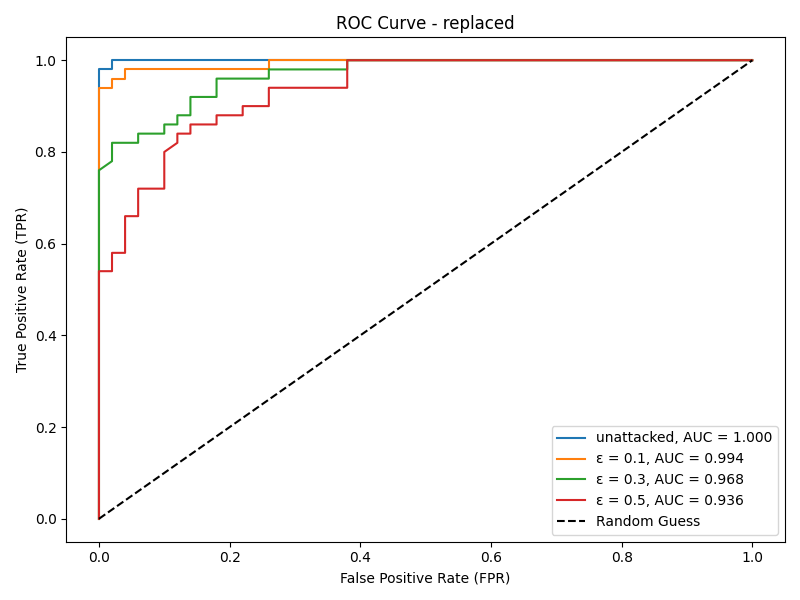 ROC Curve - replaced
True Positive Rate (TPR)
1.0
0.8
0.6
0.4
0.2
0.0
0.0 0.2 0.4 0.6 0.8 1.0
False Positive Rate (FPR)
unattacked, AUC = 1.000
ε = 0.1, AUC = 0.994
ε = 0.3, AUC = 0.968
ε = 0.5, AUC = 0.936
Random Guess